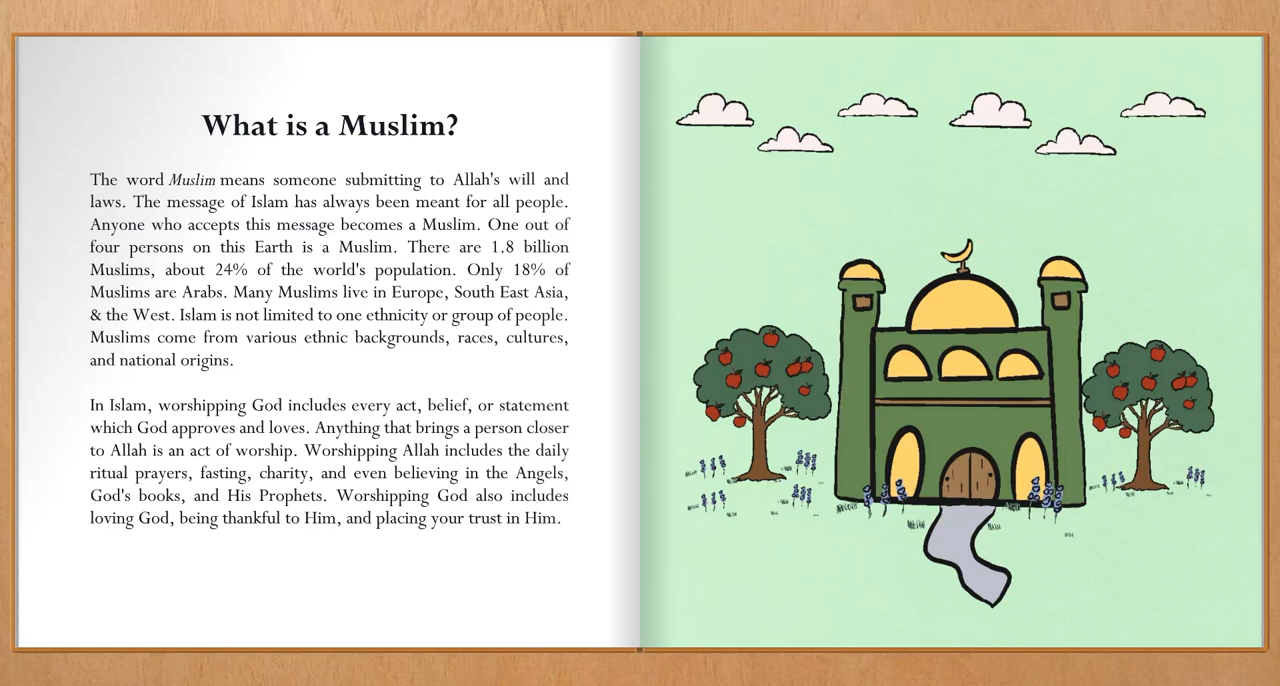 What is a Muslim?
The word Muslim means someone submitting to Allah's will and
laws. The message of Islam has always been meant for all people.
Anyone who accepts this message becomes a Muslim. One out of
four persons on this Earth is a Muslim. There are 1.8 billion
Muslims, about 24% of the world's population. Only 18% of
Muslims are Arabs. Many Muslims live in Europe, South East Asia,
& the West. Islam is not limited to one ethnicity or group of people.
Muslims come from various ethnic backgrounds, races, cultures,
and national origins.
In Islam, worshipping God includes every act, belief, or statement
which God approves and loves. Anything that brings a person closer
to Allah is an act of worship. Worshipping Allah includes the daily
ritual prayers, fasting, charity, and even believing in the Angels,
God's books, and His Prophets. Worshipping God also includes
loving God, being thankful to Him, and placing your trust in Him.